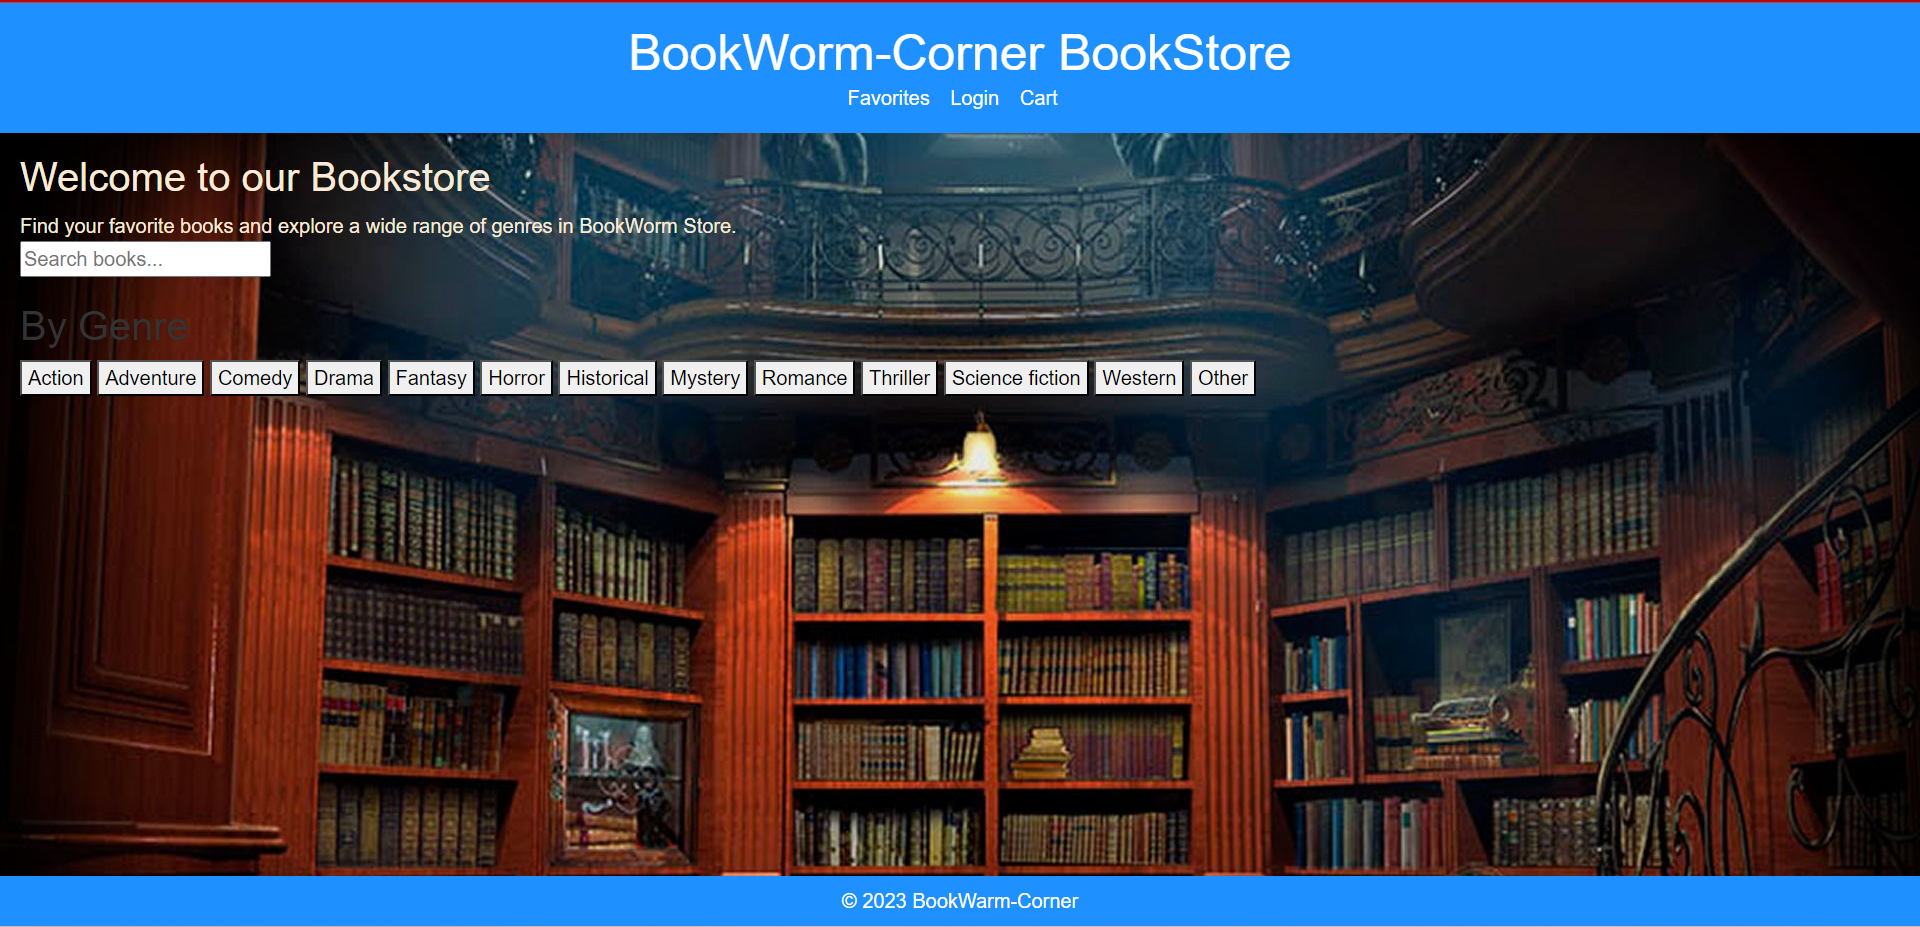 BookWorm-Corner BookStore
Favorites Login Cart
Welcome to our Bookstore
Find your favorite books and explore a wide range of genres in BookWorm Store.
Search books...
By Genre
Action Adventure Comedy Drama Fantasy Horror Historical Mystery Romance Thriller Science fiction Western Other
© 2023 BookWarm-Corner